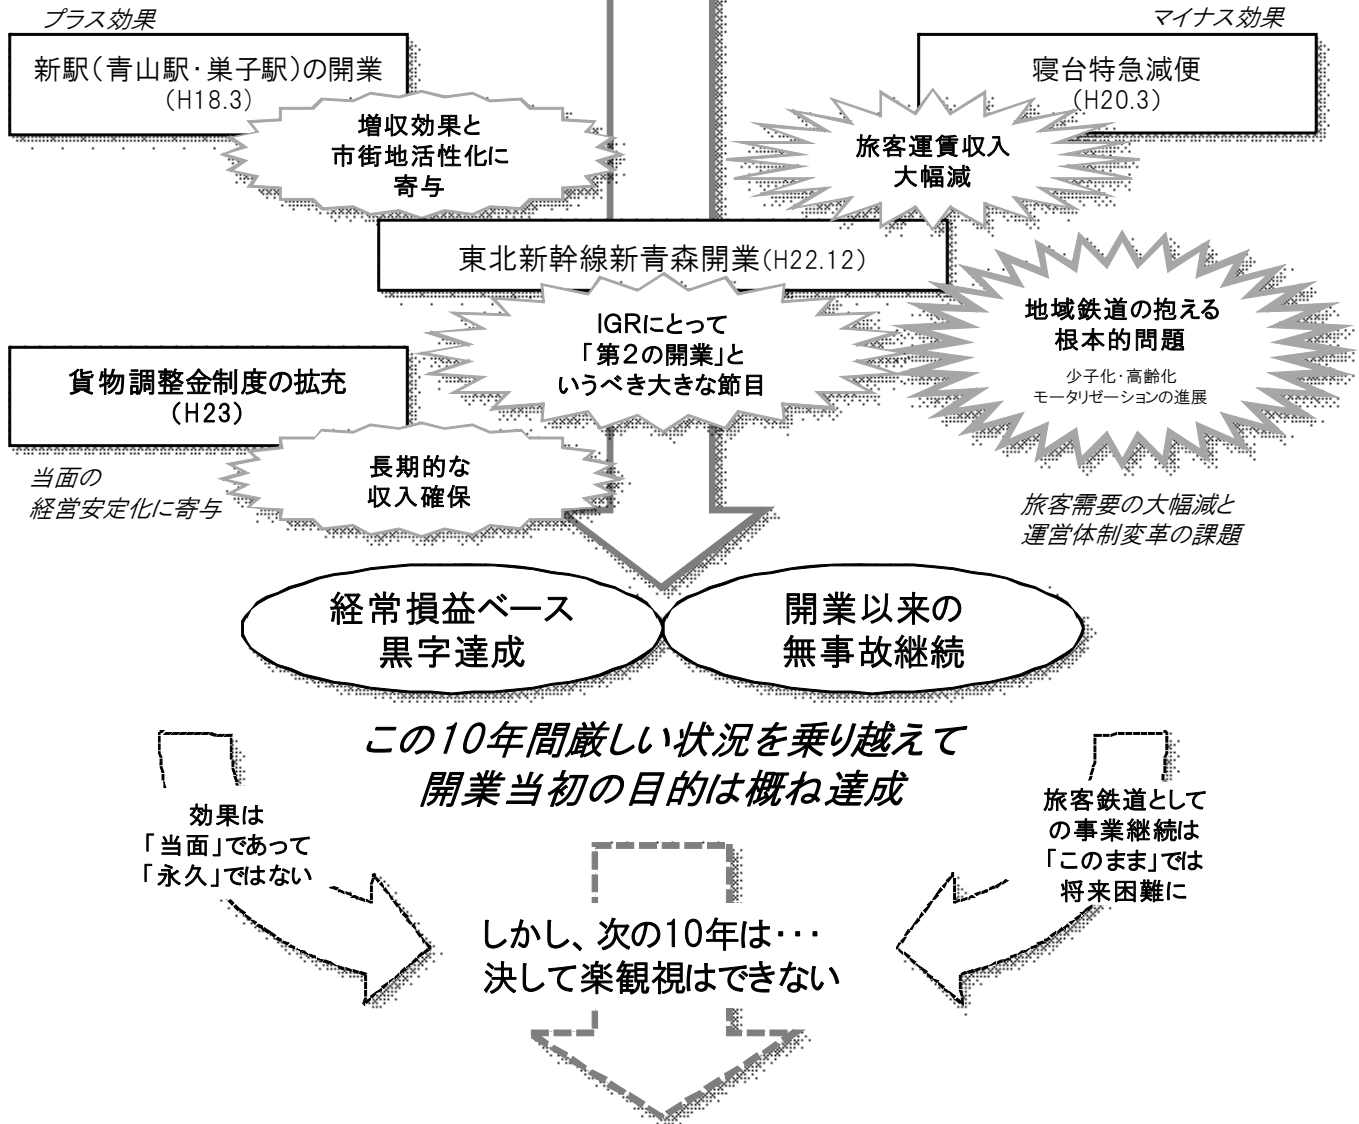 プラス効果
マイナス効果
新駅（青山駅・巣子駅）の開業
（H18.3）
増収効果と
市街地活性化に
寄与
寝台特急減便
（H20.3）
旅客運賃収入
大幅減
東北新幹線新青森開業（H22.12）
IGRにとって
「第２の開業」と
いうべき大きな節目
地域鉄道の抱える
根本的問題
少子化・高齢化
モータリゼーションの進展
貨物調整金制度の拡充
（H23）
長期的な
収入確保
当面の
経営安定化に寄与
旅客需要の大幅減と
運営体制変革の課題
経常損益ベース
黒字達成
開業以来の
無事故継続
この10年間厳しい状況を乗り越えて
開業当初の目的は概ね達成
効果は
「当面」であって
「永久」ではない
旅客鉄道として
の事業継続は
「このまま」では
将来困難に
しかし、次の10年は・・・
決して楽観視はできない